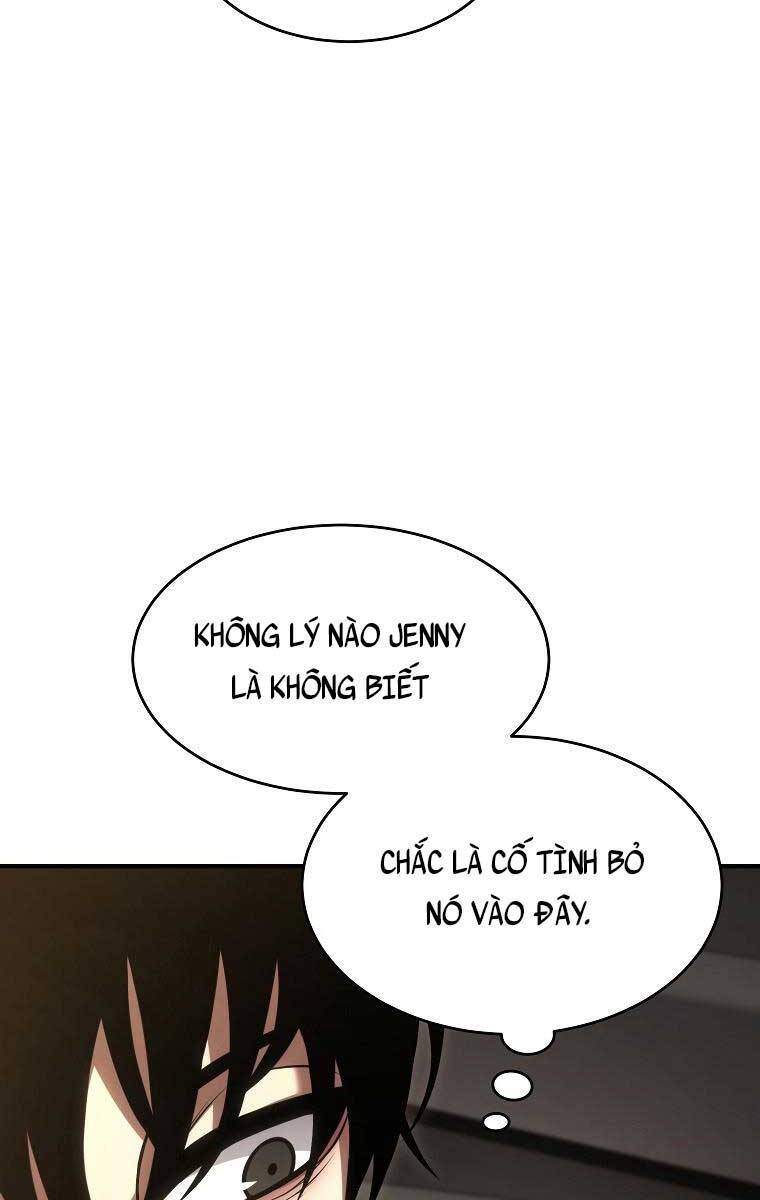 KHÔNG LÝ NÀO JENNY
LÀ KHÔNG BIẾT
CHẮC LÀ CỐ TÌNH BỎ
NÓ VÀO ĐÂY.